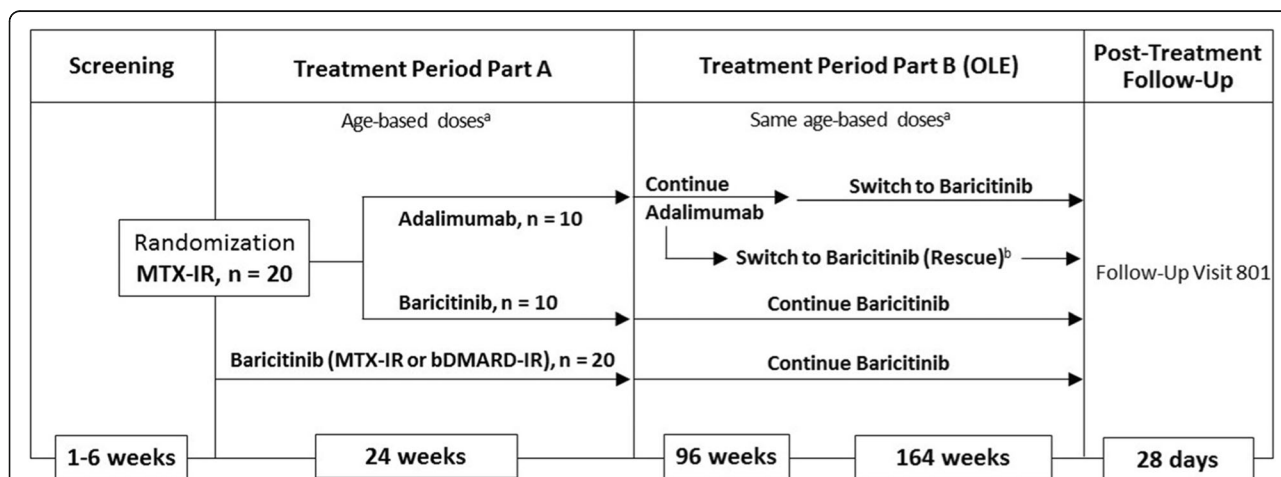 Screening
Treatment Period Part A
Treatment Period Part B (OLE)
Post-Treatment
Follow-Up
Age-based dosesᵃ
Same age-based dosesᵃ
Randomization
MTX-IR, n = 20
Adalimumab, n = 10
Continue
Adalimumab
Switch to Baricitinib
Switch to Baricitinib (Rescue)ᵇ
Baricitinib, n = 10
Continue Baricitinib
Baricitinib (MTX-IR or bDMARD-IR), n = 20
Continue Baricitinib
Follow-Up Visit 801
1-6 weeks
24 weeks
96 weeks
164 weeks
28 days